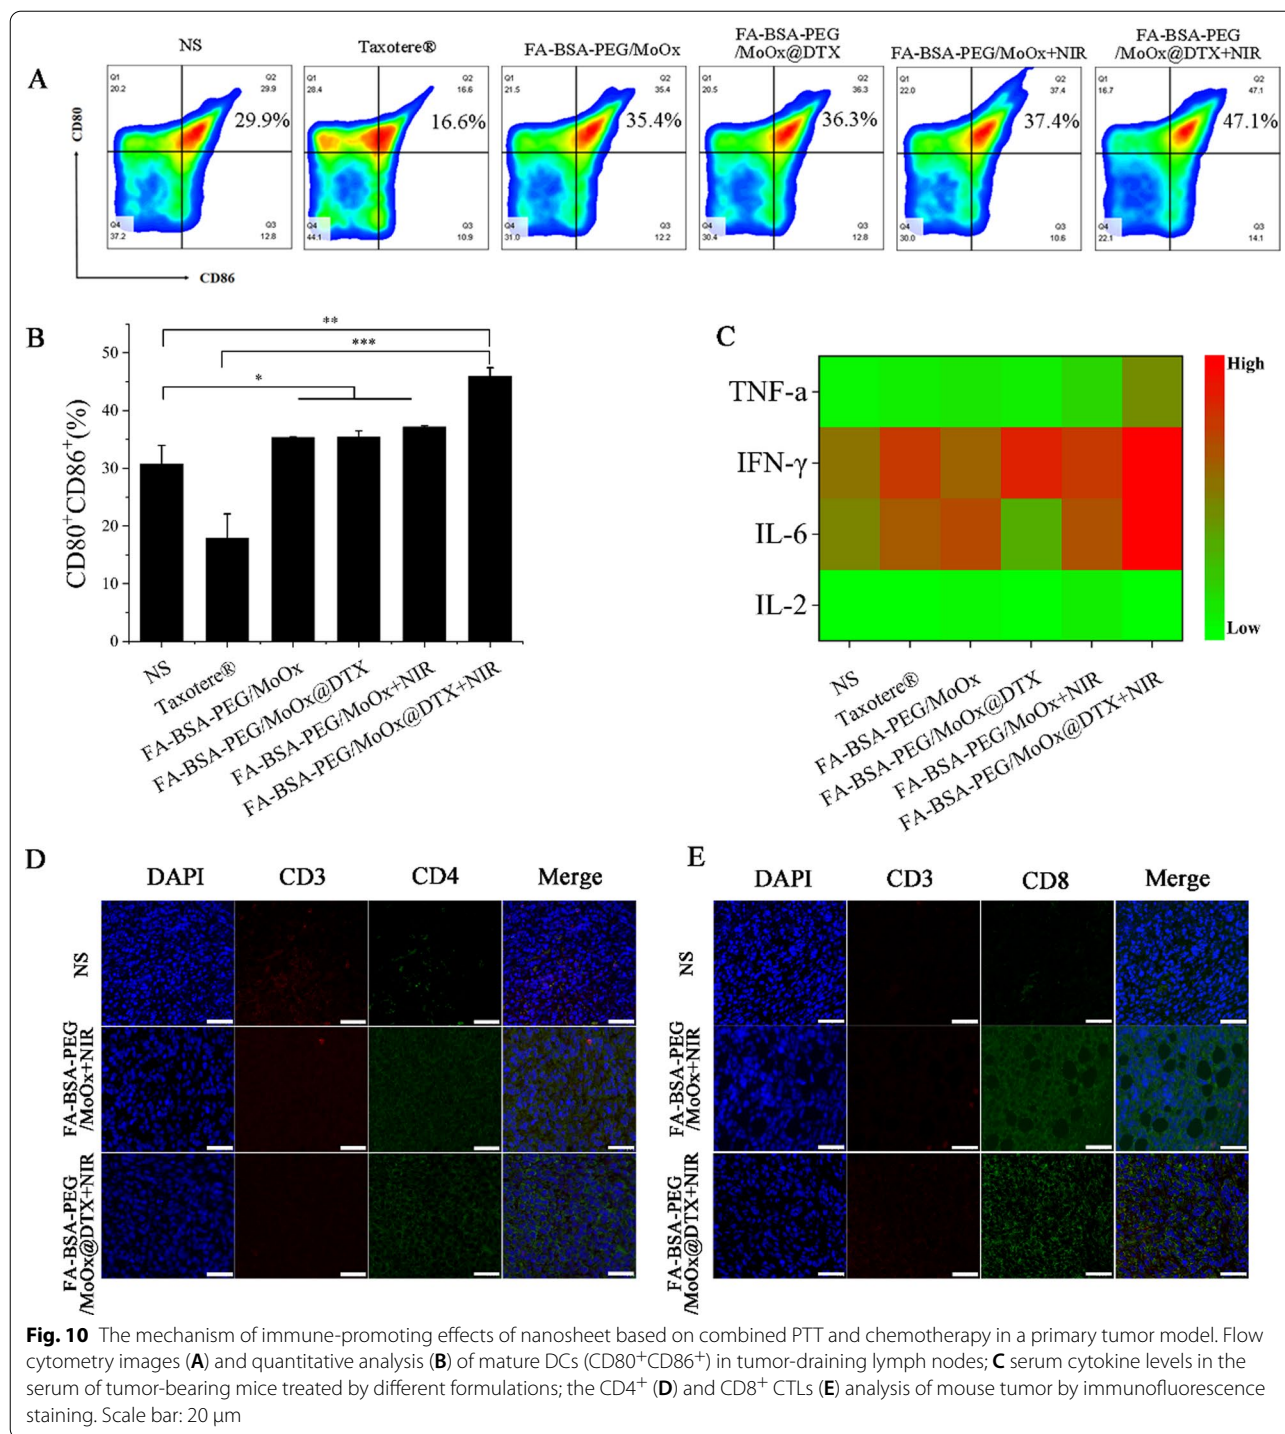 A
NS
Taxotere®
FA-BSA-PEG/MoOx
FA-BSA-PEG
/MoOx@DTX
FA-BSA-PEG/MoOx+NIR
FA-BSA-PEG
/MoOx@DTX+NIR
CD80
CD86
Q1
20.2
Q2
29.9
29.9%
Q4
37.2
Q3
12.8
Q1
28.4
Q2
16.6
16.6%
Q4
44.1
Q3
10.9
Q1
21.5
Q2
35.4
35.4%
Q4
31.0
Q3
12.2
Q1
20.5
Q2
36.3
36.3%
Q4
30.4
Q3
12.8
Q1
22.0
Q2
37.4
37.4%
Q4
30.0
Q3
10.6
Q1
16.7
Q2
47.1
47.1%
Q4
22.1
Q3
14.1
B
CD80+CD86+(%)
50
40
30
20
10
0
**
***
*
NS
Taxotere®
FA-BSA-PEG/MoOx
FA-BSA-PEG/MoOx@DTX
FA-BSA-PEG/MoOx+NIR
FA-BSA-PEG/MoOx@DTX+NIR
C
TNF-a
IFN-γ
IL-6
IL-2
High
Low
NS
Taxotere®
FA-BSA-PEG/MoOx
FA-BSA-PEG/MoOx@DTX
FA-BSA-PEG/MoOx+NIR
FA-BSA-PEG/MoOx@DTX+NIR
D
DAPI CD3 CD4 Merge
NS
FA-BSA-PEG
/MoOx+NIR
FA-BSA-PEG
/MoOx@DTX+NIR
E
DAPI CD3 CD8 Merge
NS
FA-BSA-PEG
/MoOx+NIR
FA-BSA-PEG
/MoOx@DTX+NIR
Fig. 10 The mechanism of immune-promoting effects of nanosheet based on combined PTT and chemotherapy in a primary tumor model. Flow
cytometry images (A) and quantitative analysis (B) of mature DCs (CD80+CD86+) in tumor-draining lymph nodes; C serum cytokine levels in the
serum of tumor-bearing mice treated by different formulations; the CD4+ (D) and CD8+ CTLs (E) analysis of mouse tumor by immunofluorescence
staining. Scale bar: 20 μm